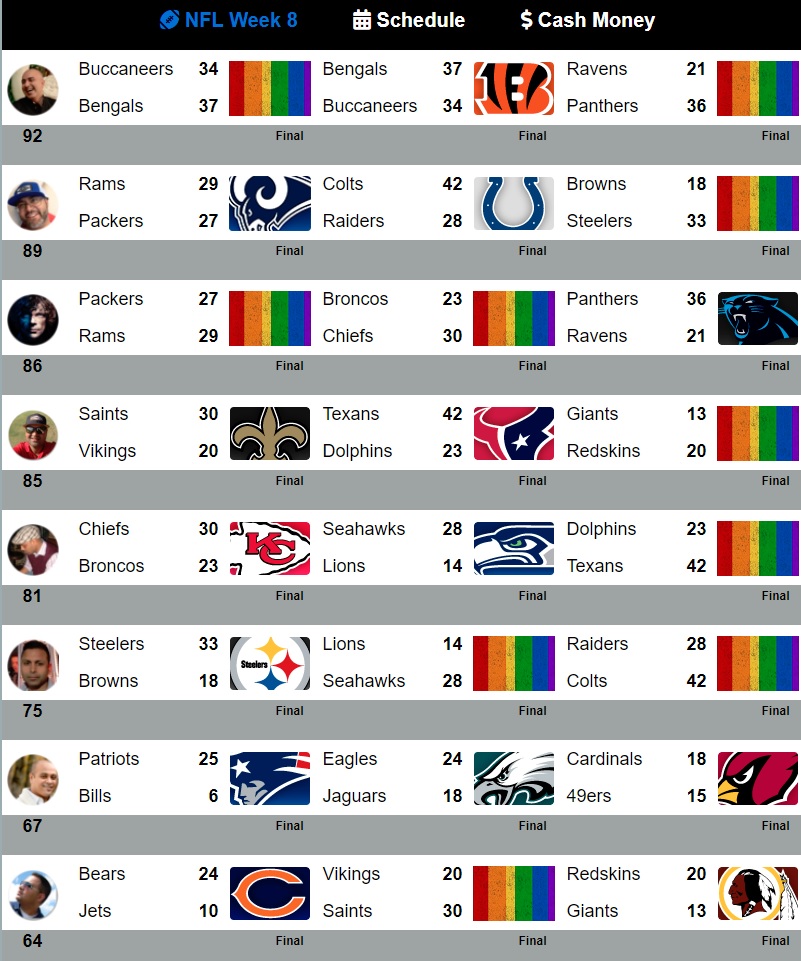 NFL Week 8 Schedule $ Cash Money
Buccaneers 34 Bengals 37 Ravens 21
Bengals 37 Buccaneers 34 Panthers 36
92 Final Final Final
Rams 29 Colts 42 Browns 18
Packers 27 Raiders 28 Steelers 33
89 Final Final Final
Packers 27 Broncos 23 Panthers 36
Rams 29 Chiefs 30 Ravens 21
86 Final Final Final
Saints 30 Texans 42 Giants 13
Vikings 20 Dolphins 23 Redskins 20
85 Final Final Final
Chiefs 30 KC Seahawks 28 Dolphins 23
Broncos 23 Lions 14 Texans 42
81 Final Final Final
Steelers 33 Steelers Lions 14 Raiders 28
Browns 18 Seahawks 28 Colts 42
75 Final Final Final
Patriots 25 Eagles 24 Cardinals 18
Bills 6 Jaguars 18 49ers 15
67 Final Final Final
Bears 24 Vikings 20 Redskins 20
Jets 10 Saints 30 Giants 13
64 Final Final Final